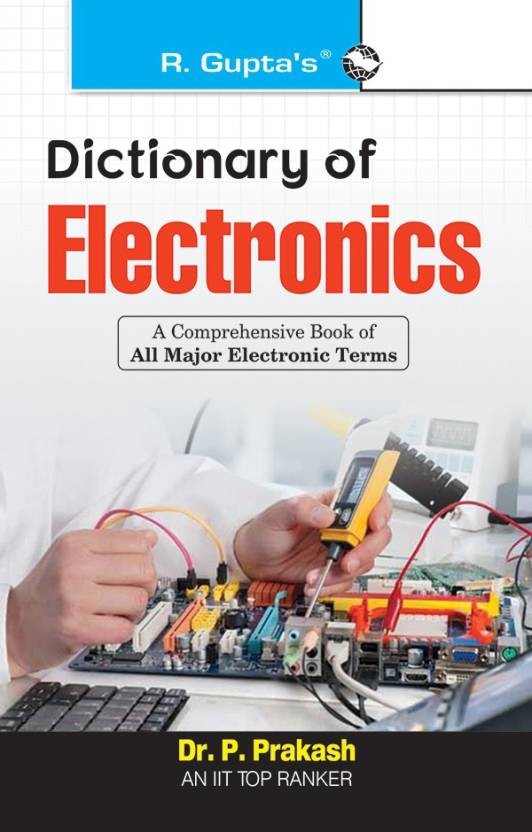 R. Gupta's®
Dictionary of
Electronics
A Comprehensive Book of
All Major Electronic Terms
Dr. P. Prakash
AN IIT TOP RANKER